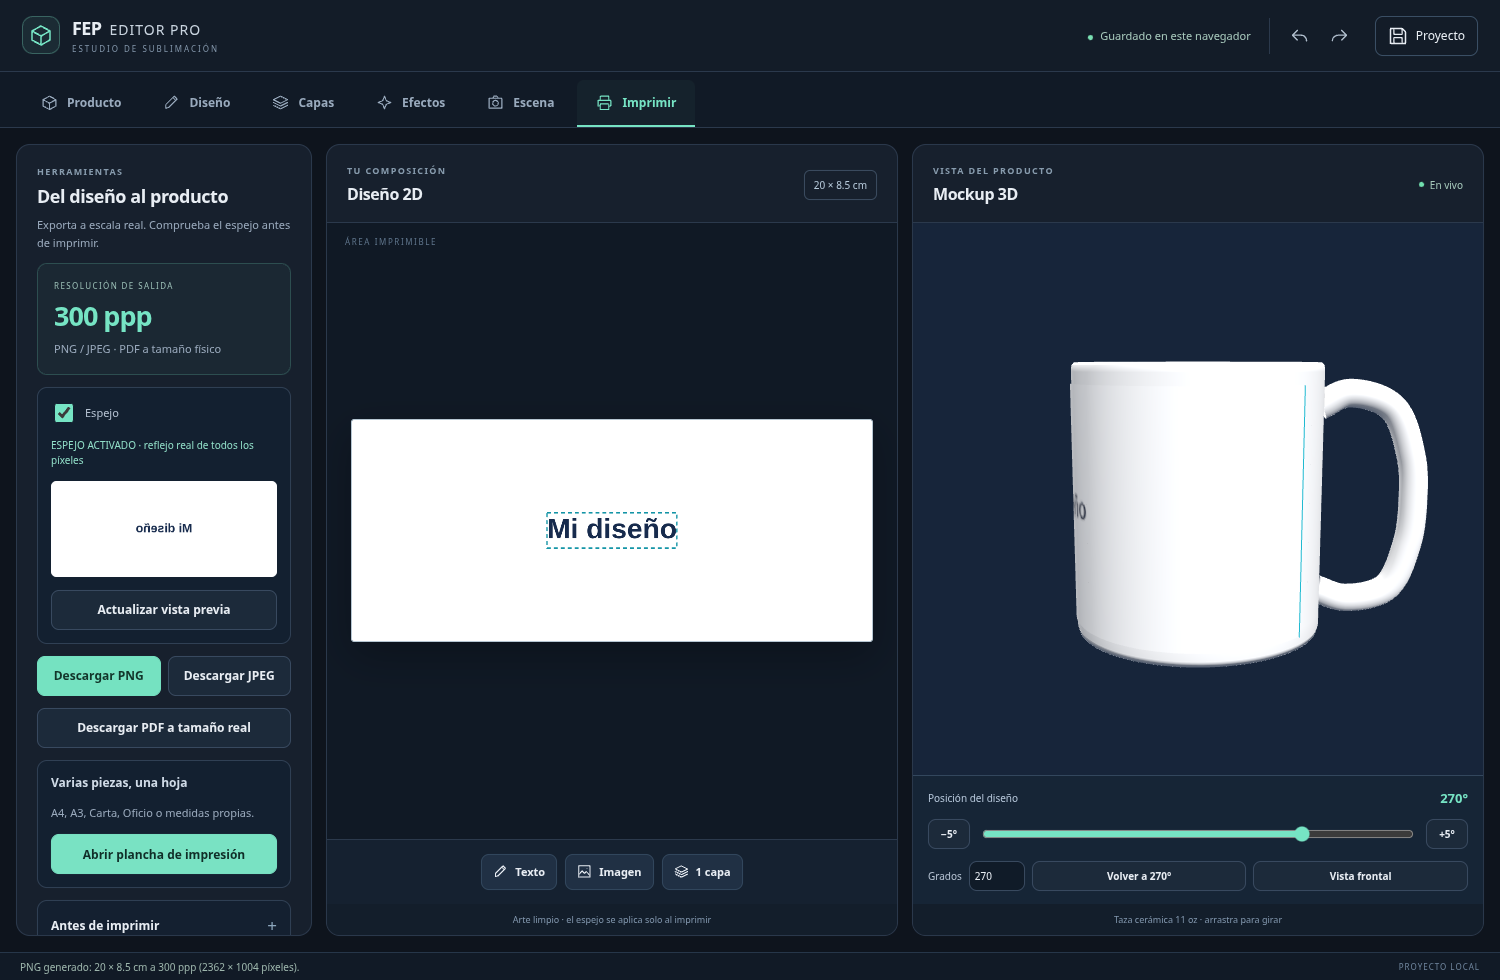 FEP EDITOR PRO
ESTUDIO DE SUBLIMACIÓN
Guardado en este navegador
Proyecto
Producto
Diseño
Capas
Efectos
Escena
Imprimir
HERRAMIENTAS
Del diseño al producto
Exporta a escala real. Comprueba el espejo antes
de imprimir.
RESOLUCIÓN DE SALIDA
300 ppp
PNG / JPEG · PDF a tamaño físico
Espejo
ESPEJO ACTIVADO · reflejo real de todos los
píxeles
Mi diseño
Actualizar vista previa
Descargar PNG
Descargar JPEG
Descargar PDF a tamaño real
Varias piezas, una hoja
A4, A3, Carta, Oficio o medidas propias.
Abrir plancha de impresión
Antes de imprimir +
TU COMPOSICIÓN
Diseño 2D
20 × 8.5 cm
ÁREA IMPRIMIBLE
Mi diseño
Texto
Imagen
1 capa
Arte limpio · el espejo se aplica solo al imprimir
VISTA DEL PRODUCTO
Mockup 3D
En vivo
ño
Posición del diseño
270°
−5°
+5°
Grados
270
Volver a 270°
Vista frontal
Taza cerámica 11 oz · arrastra para girar
PNG generado: 20 × 8.5 cm a 300 ppp (2362 × 1004 píxeles).
PROYECTO LOCAL